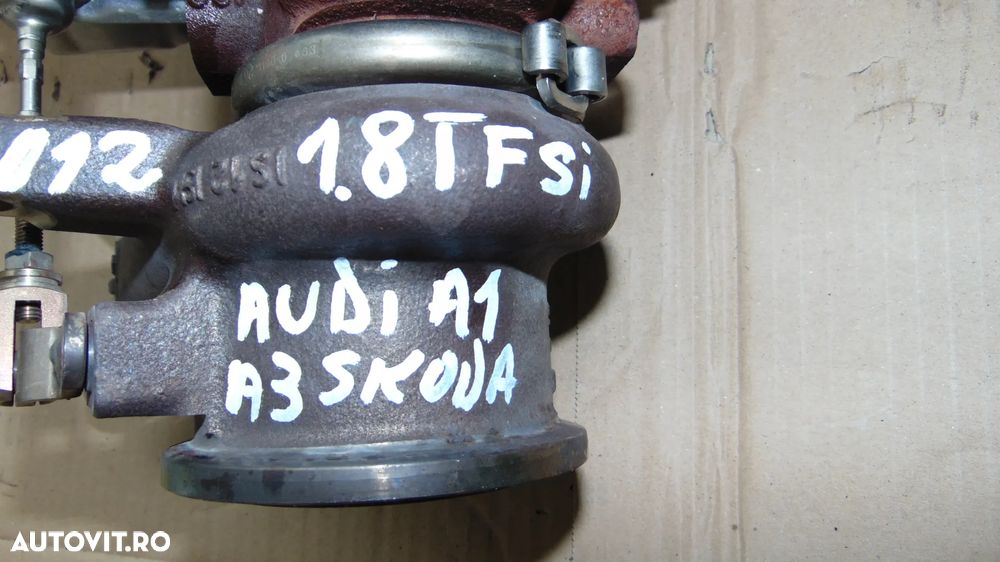 012
1.8TFSi
AUDi A1
A3 SKODA
AUTOVIT.RO